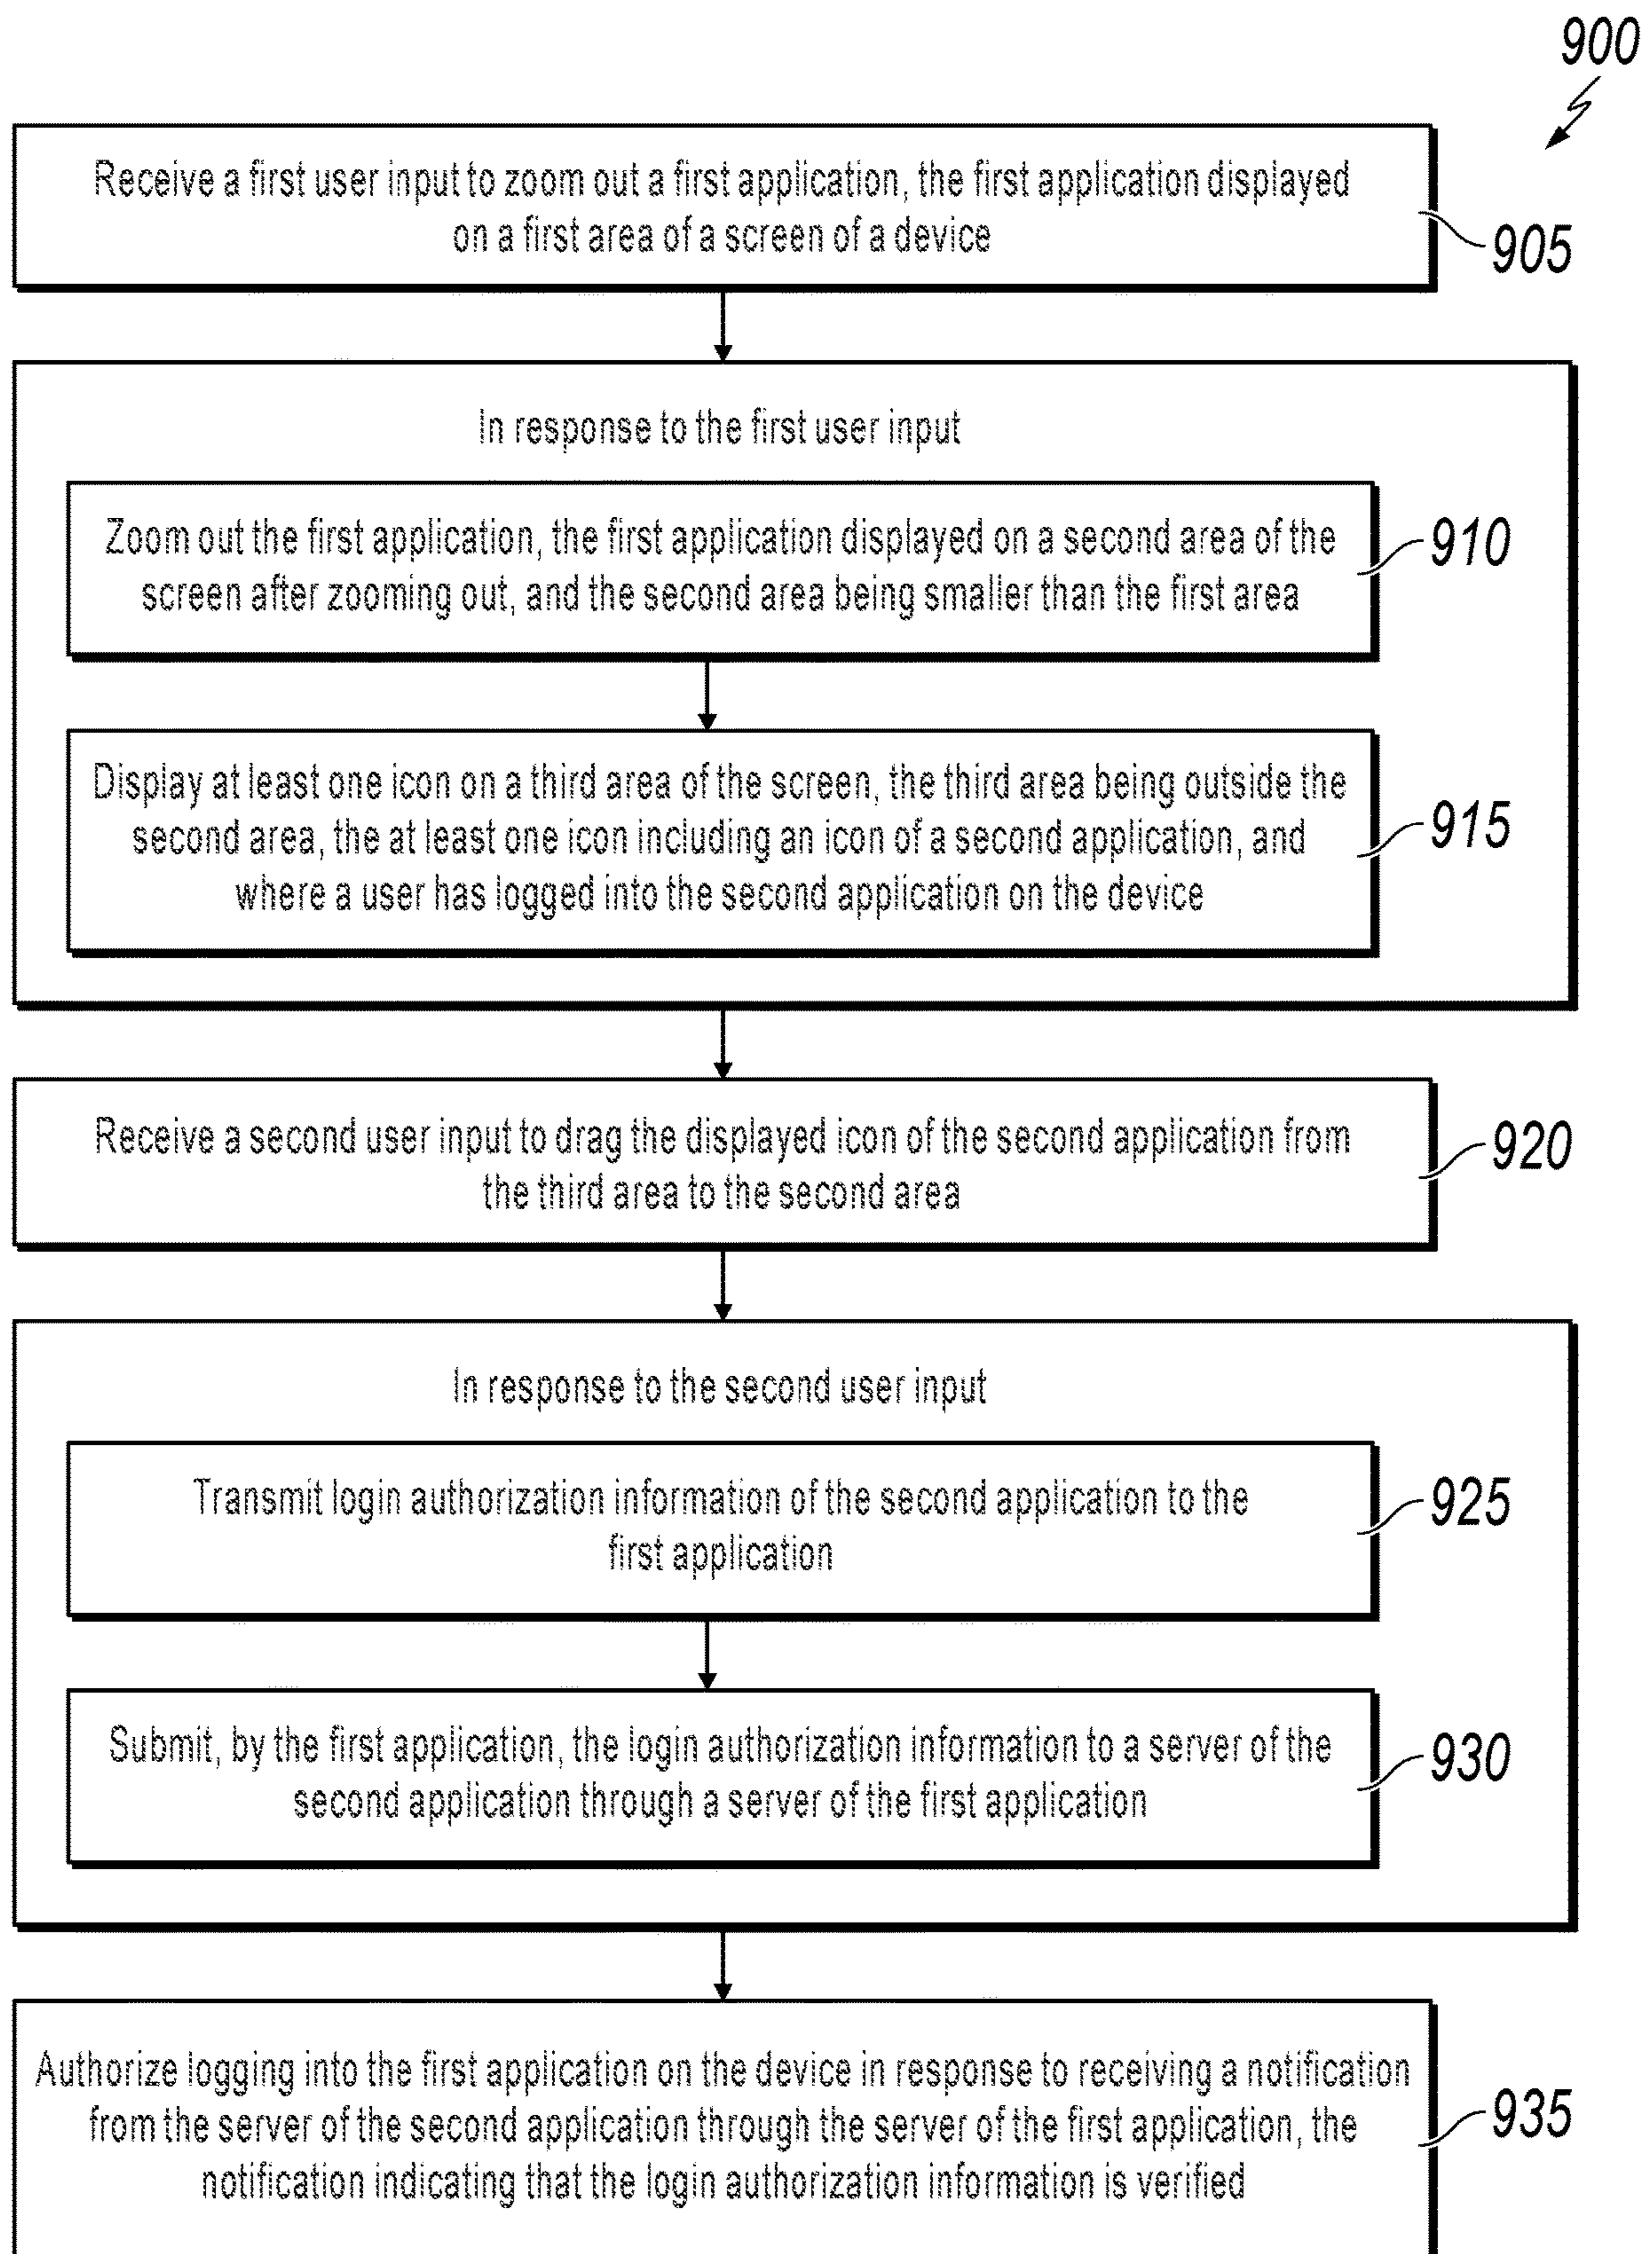 900
Receive a first user input to zoom out a first application, the first application displayed
on a first area of a screen of a device
905
In response to the first user input
Zoom out the first application, the first application displayed on a second area of the
screen after zooming out, and the second area being smaller than the first area
910
Display at least one icon on a third area of the screen, the third area being outside the
second area, the at least one icon including an icon of a second application, and
where a user has logged into the second application on the device
915
Receive a second user input to drag the displayed icon of the second application from
the third area to the second area
920
In response to the second user input
Transmit login authorization information of the second application to the
first application
925
Submit, by the first application, the login authorization information to a server of the
second application through a server of the first application
930
Authorize logging into the first application on the device in response to receiving a notification
from the server of the second application through the server of the first application, the
notification indicating that the login authorization information is verified
935